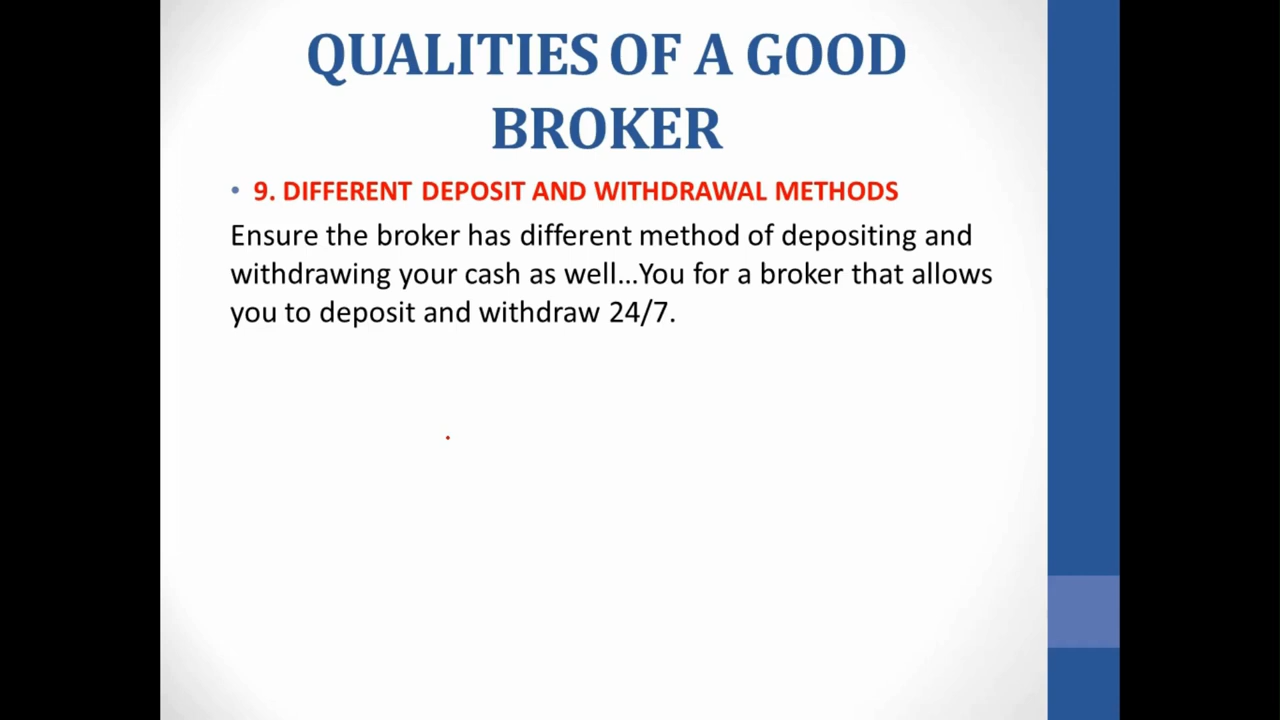 QUALITIES OF A GOOD
BROKER
• 9. DIFFERENT DEPOSIT AND WITHDRAWAL METHODS
Ensure the broker has different method of depositing and
withdrawing your cash as well...You for a broker that allows
you to deposit and withdraw 24/7.